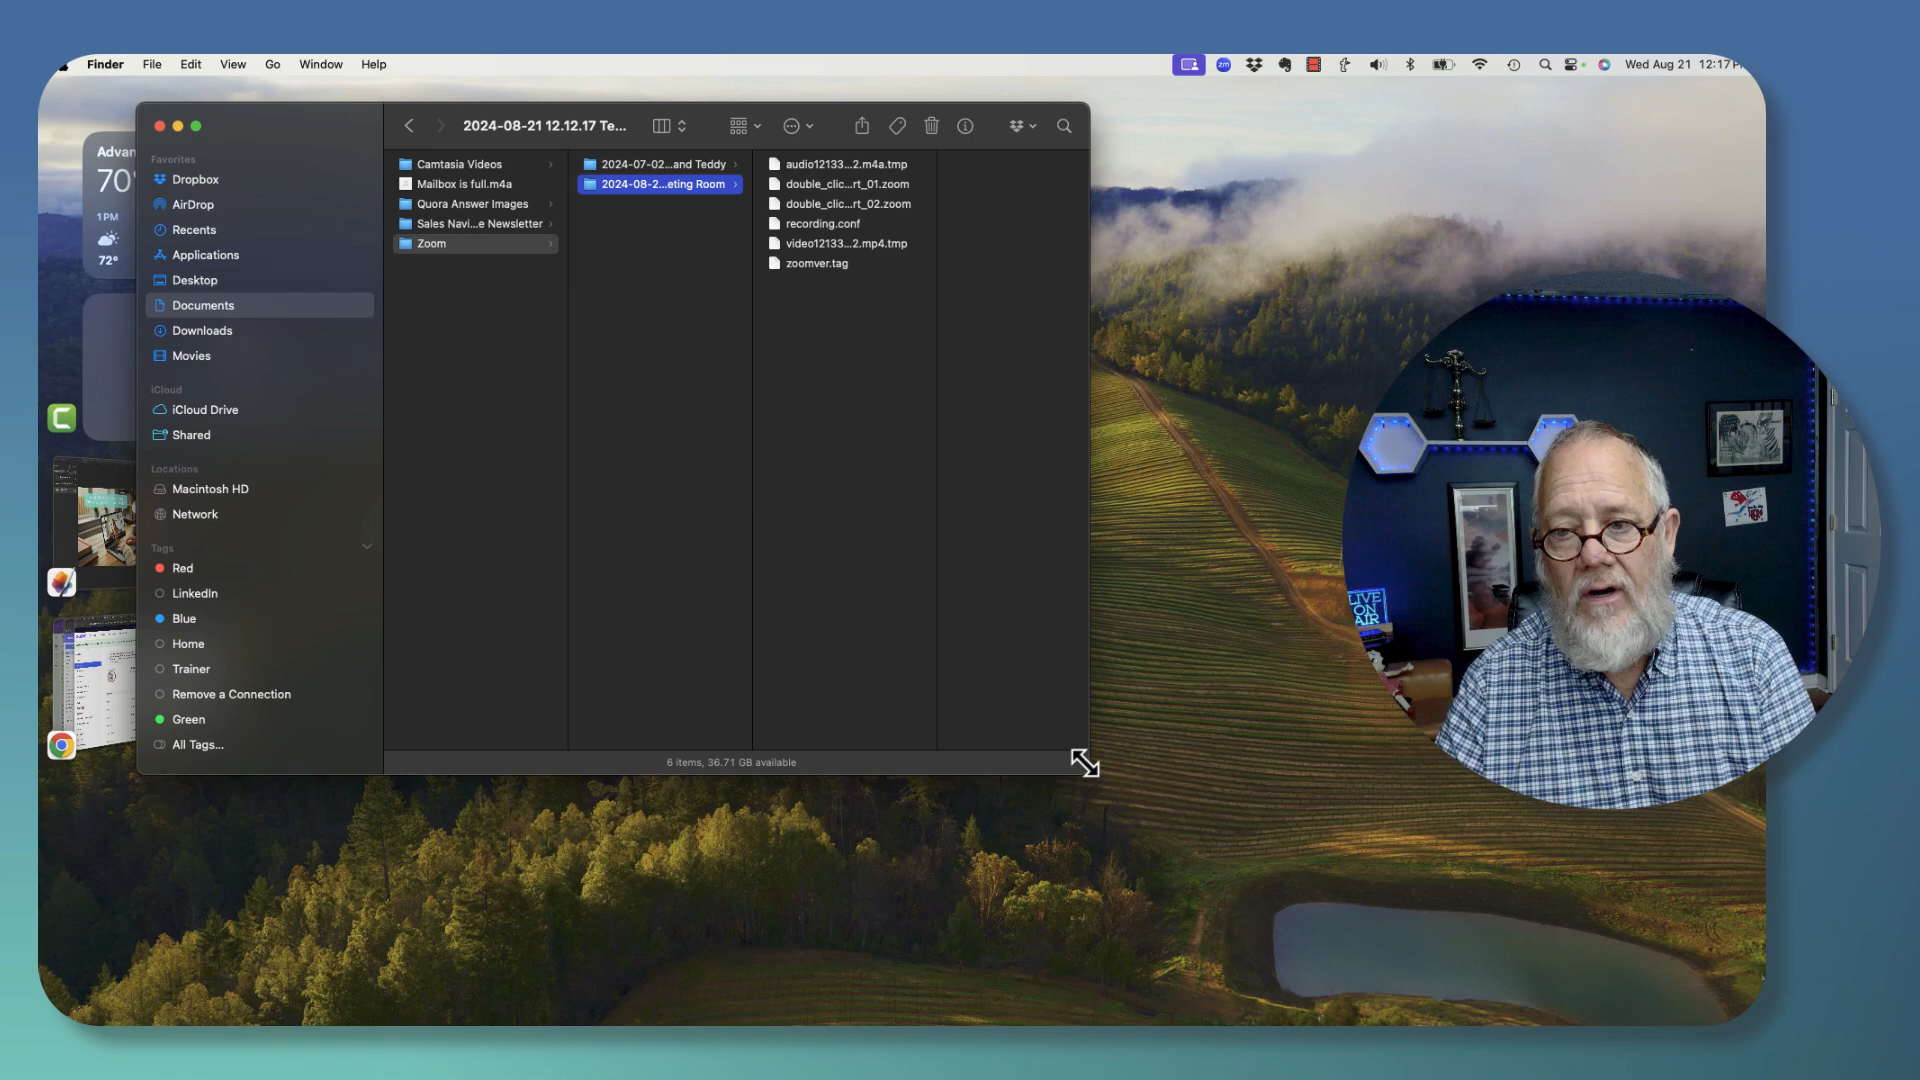 Finder File Edit View Go Window Help
zm
Wed Aug 21 12:17
2024-08-21 12.12.17 Te...
Favorites
Dropbox
AirDrop
Recents
Applications
Desktop
Documents
Downloads
Movies
iCloud
iCloud Drive
Shared
Locations
Macintosh HD
Network
Tags
Red
LinkedIn
Blue
Home
Trainer
Remove a Connection
Green
All Tags...
Camtasia Videos
Mailbox is full.m4a
Quora Answer Images
Sales Navi...e Newsletter
Zoom
2024-07-02...and Teddy
2024-08-2...eting Room
audio12133...2.m4a.tmp
double_clic...rt_01.zoom
double_clic...rt_02.zoom
recording.conf
video12133...2.mp4.tmp
zoomver.tag
6 items, 36.71 GB available
Advan
70°
1PM
72°
LIVE
ON
AIR